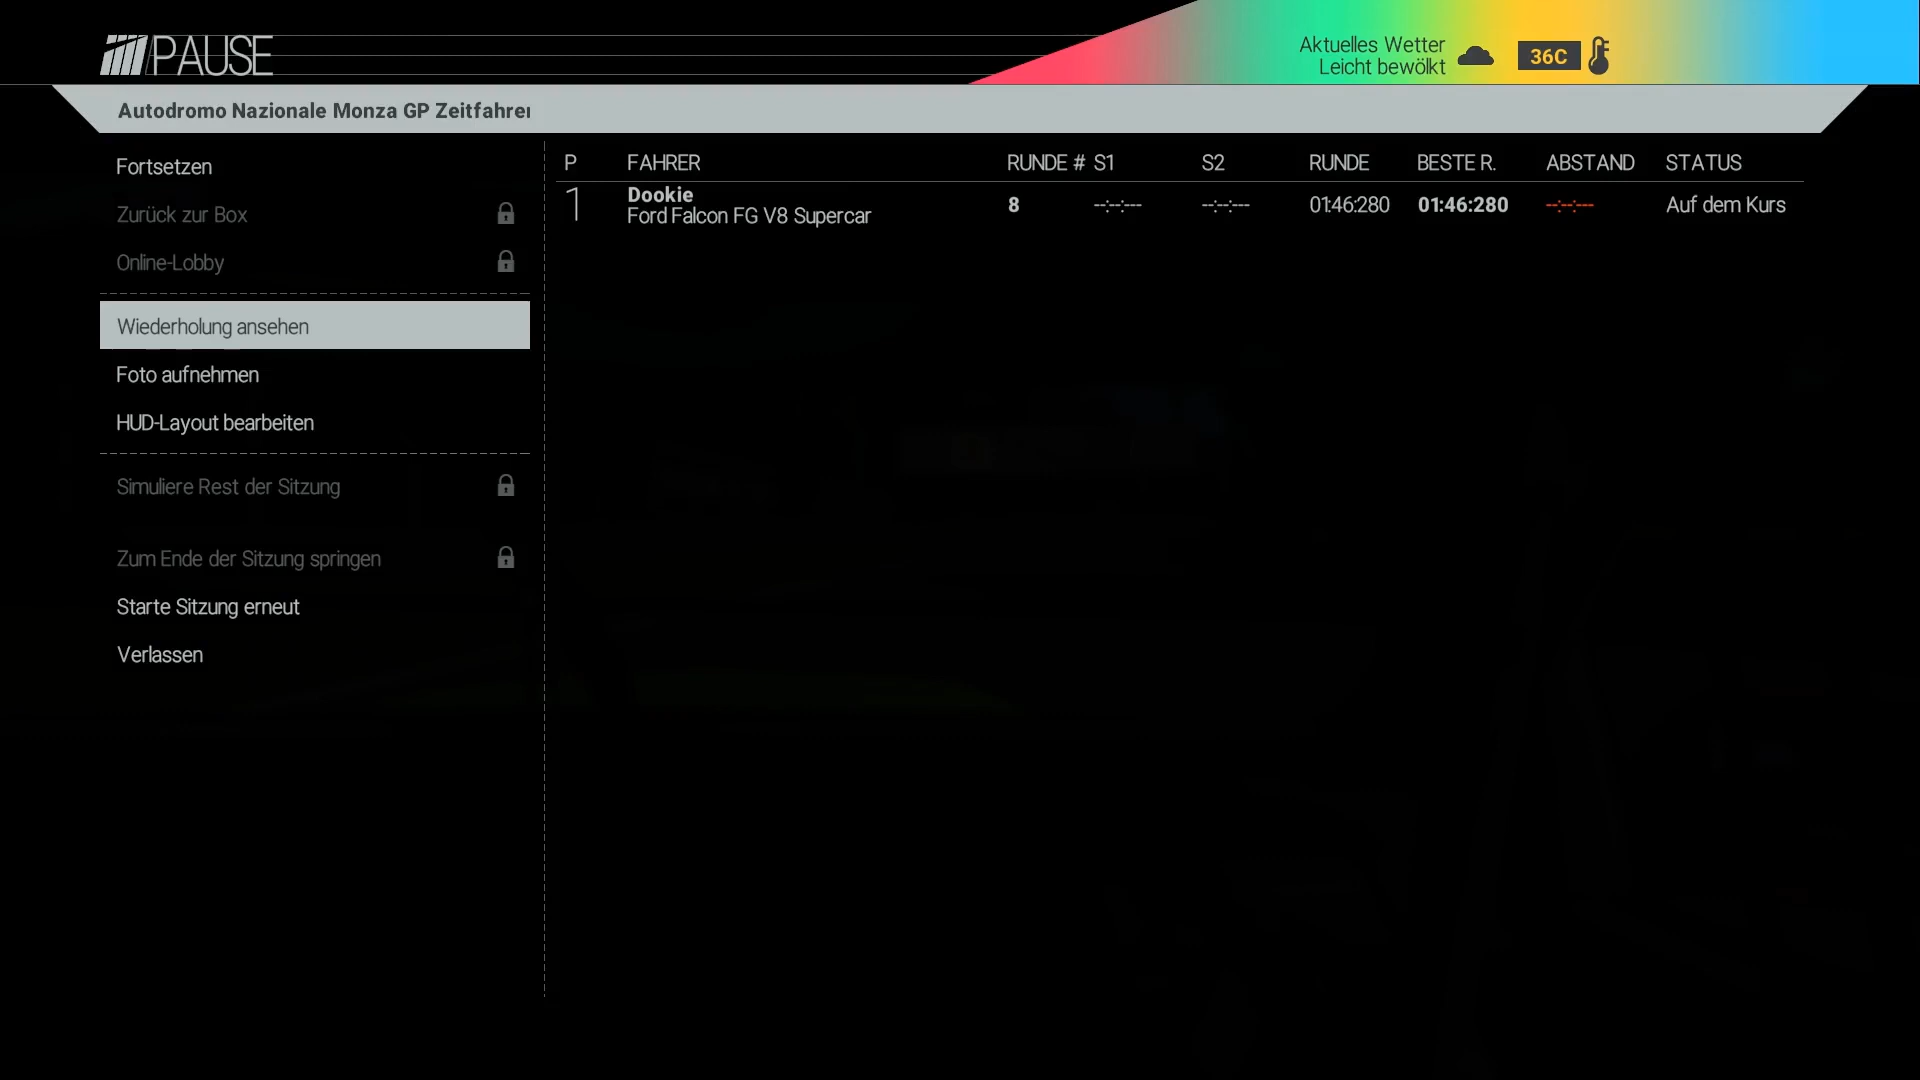 PAUSE
Aktuelles Wetter
Leicht bewölkt
36C
Autodromo Nazionale Monza GP Zeitfahren
Fortsetzen
Zurück zur Box
Online-Lobby
Wiederholung ansehen
Foto aufnehmen
HUD-Layout bearbeiten
Simuliere Rest der Sitzung
Zum Ende der Sitzung springen
Starte Sitzung erneut
Verlassen
P FAHRER RUNDE # S1 S2 RUNDE BESTE R. ABSTAND STATUS
1 Dookie 8 --:--:--- --:--:--- 01:46:280 01:46:280 --:--:--- Auf dem Kurs
Ford Falcon FG V8 Supercar